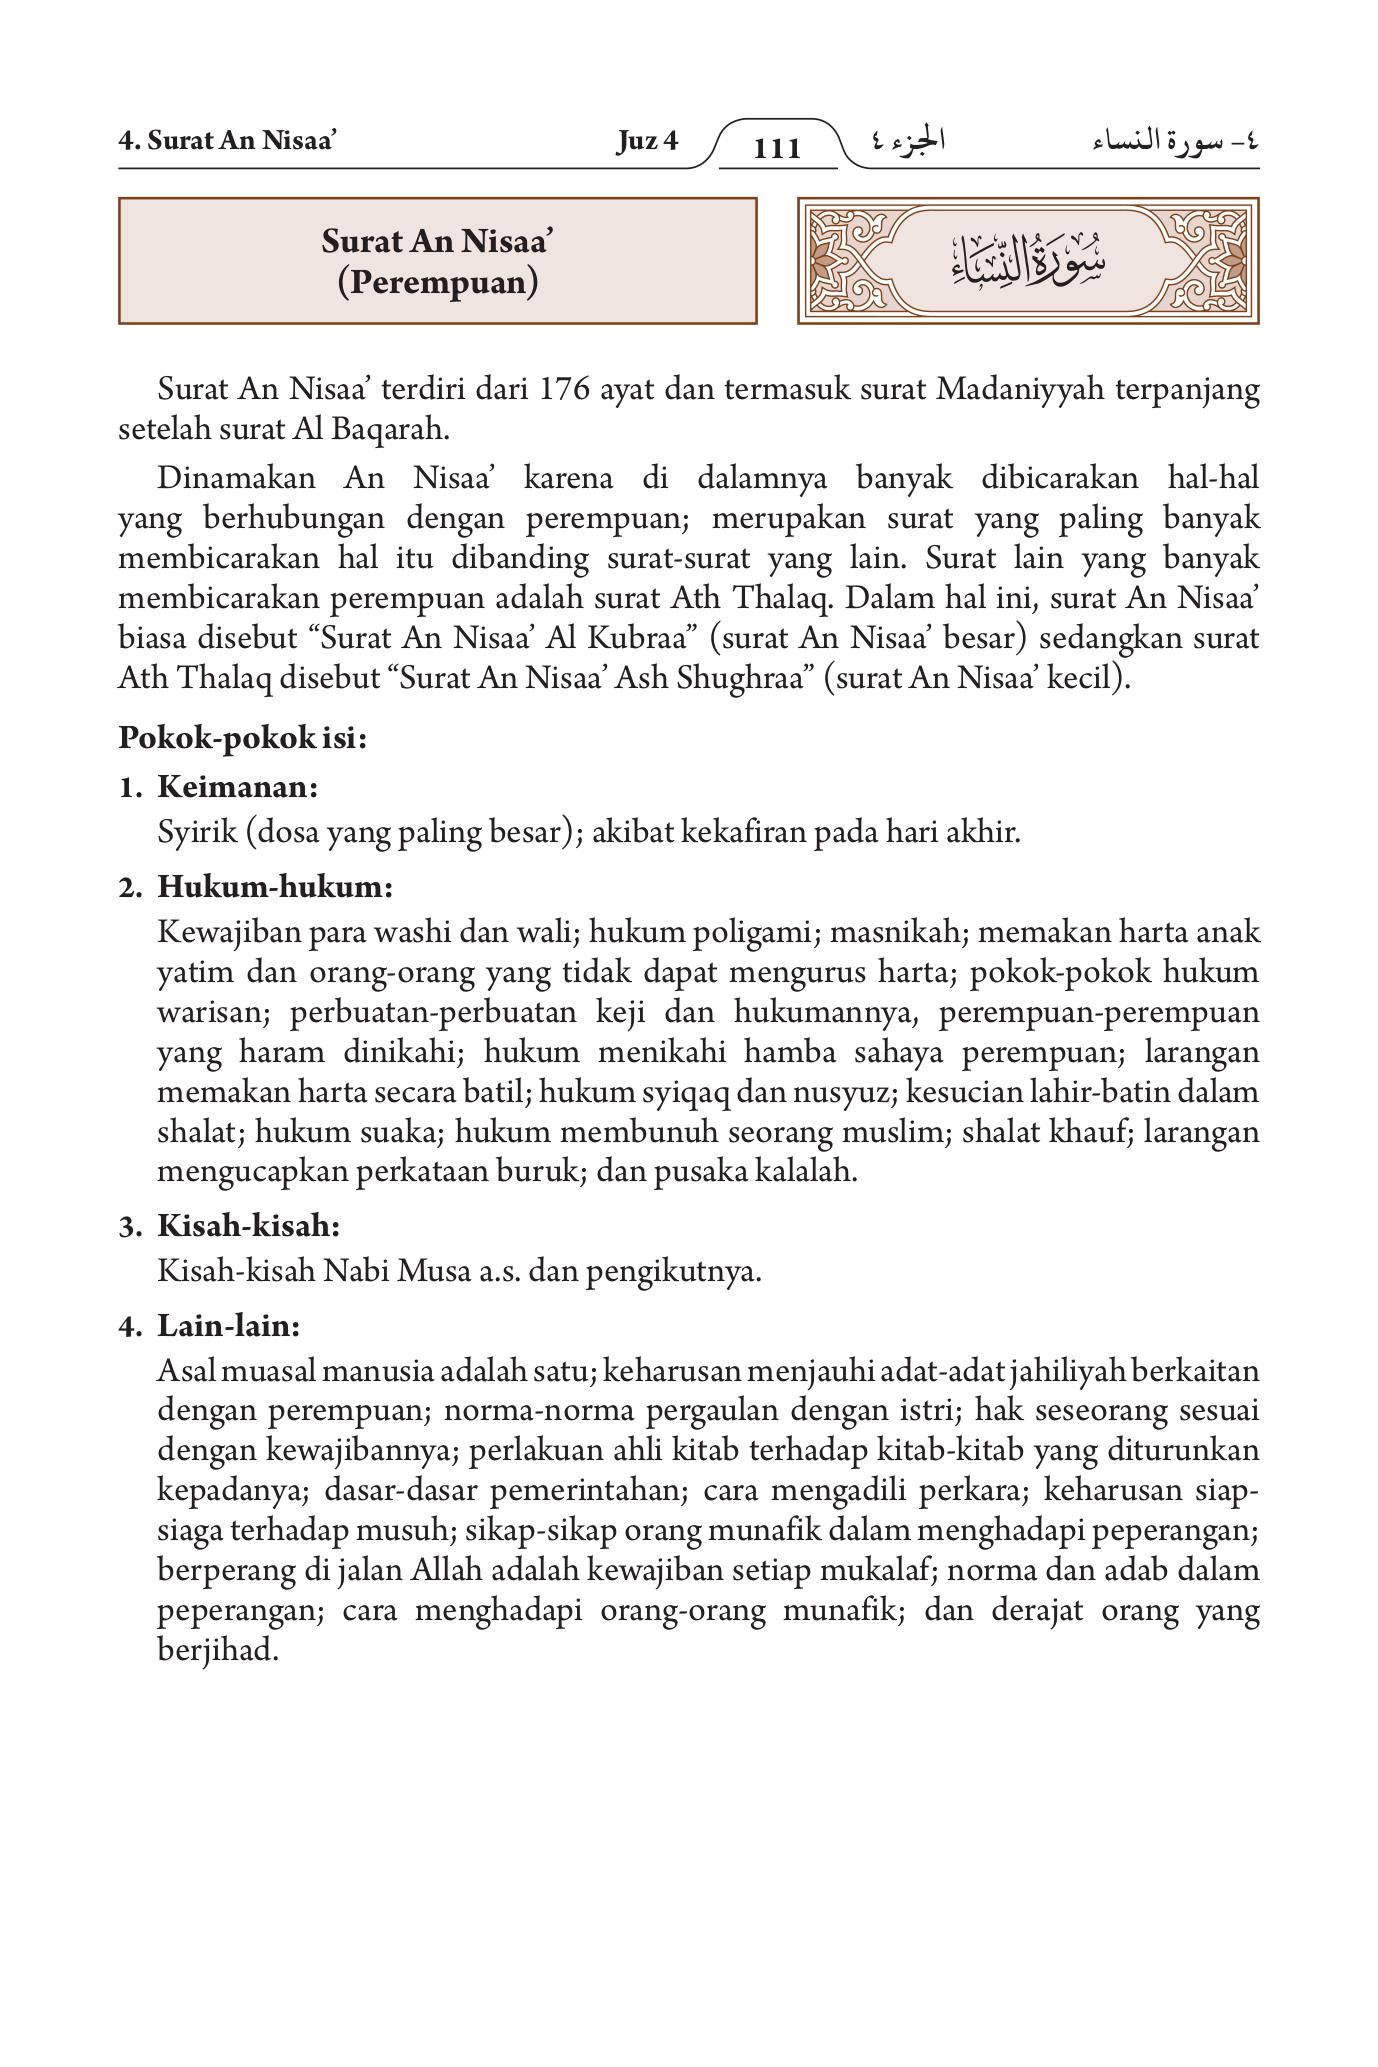 4. Surat An Nisaa’ Juz 4 111 الجزء ٤ ٤– سورة النساء
Surat An Nisaa’
(Perempuan)
سُورَةُ النِّسَاءِ
Surat An Nisaa’ terdiri dari 176 ayat dan termasuk surat Madaniyyah terpanjang
setelah surat Al Baqarah.
Dinamakan An Nisaa’ karena di dalamnya banyak dibicarakan hal-hal
yang berhubungan dengan perempuan; merupakan surat yang paling banyak
membicarakan hal itu dibanding surat-surat yang lain. Surat lain yang banyak
membicarakan perempuan adalah surat Ath Thalaq. Dalam hal ini, surat An Nisaa’
biasa disebut “Surat An Nisaa’ Al Kubraa” (surat An Nisaa’ besar) sedangkan surat
Ath Thalaq disebut “Surat An Nisaa’ Ash Shughraa” (surat An Nisaa’ kecil).
Pokok-pokok isi:
1. Keimanan:
Syirik (dosa yang paling besar); akibat kekafiran pada hari akhir.
2. Hukum-hukum:
Kewajiban para washi dan wali; hukum poligami; masnikah; memakan harta anak
yatim dan orang-orang yang tidak dapat mengurus harta; pokok-pokok hukum
warisan; perbuatan-perbuatan keji dan hukumannya, perempuan-perempuan
yang haram dinikahi; hukum menikahi hamba sahaya perempuan; larangan
memakan harta secara batil; hukum syiqaq dan nusyuz; kesucian lahir-batin dalam
shalat; hukum suaka; hukum membunuh seorang muslim; shalat khauf; larangan
mengucapkan perkataan buruk; dan pusaka kalalah.
3. Kisah-kisah:
Kisah-kisah Nabi Musa a.s. dan pengikutnya.
4. Lain-lain:
Asal muasal manusia adalah satu; keharusan menjauhi adat-adat jahiliyah berkaitan
dengan perempuan; norma-norma pergaulan dengan istri; hak seseorang sesuai
dengan kewajibannya; perlakuan ahli kitab terhadap kitab-kitab yang diturunkan
kepadanya; dasar-dasar pemerintahan; cara mengadili perkara; keharusan siap-
siaga terhadap musuh; sikap-sikap orang munafik dalam menghadapi peperangan;
berperang di jalan Allah adalah kewajiban setiap mukalaf; norma dan adab dalam
peperangan; cara menghadapi orang-orang munafik; dan derajat orang yang
berjihad.